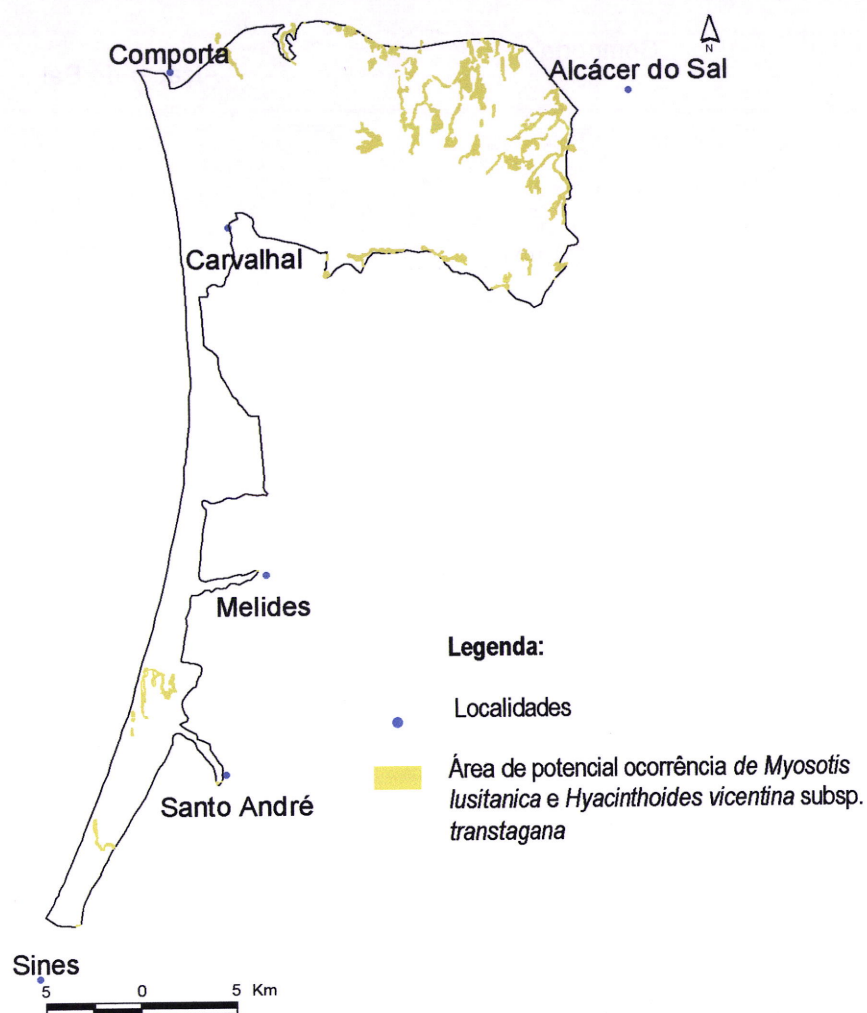 N
Comporta
Alcácer do Sal
Carvalhal
Melides
Legenda:
Localidades
Área de potencial ocorrência de Myosotis
lusitanica e Hyacinthoides vicentina subsp.
transtagana
Santo André
Sines
5 0 5 Km